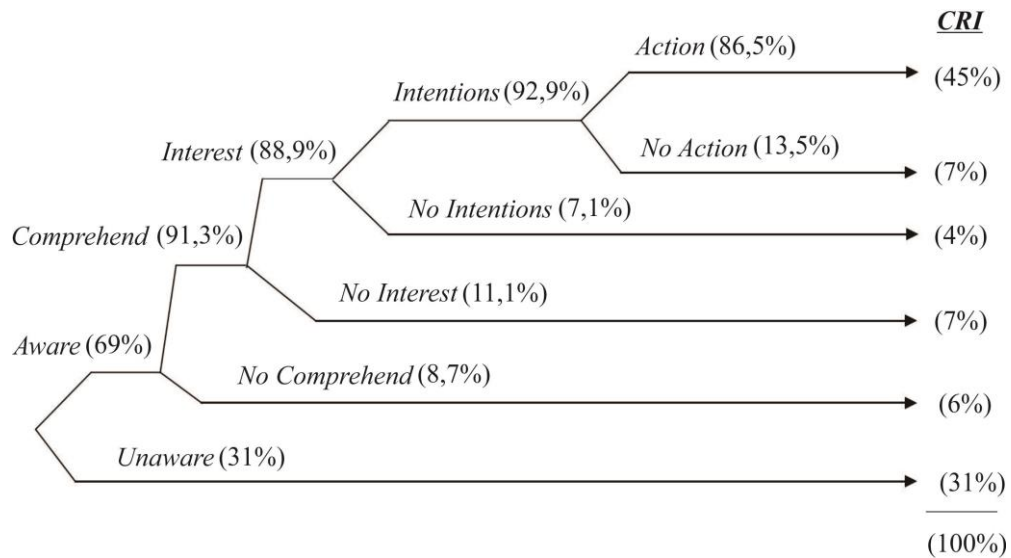 CRI
Action (86,5%)
(45%)
Intentions (92,9%)
No Action (13,5%)
(7%)
Interest (88,9%)
No Intentions (7,1%)
(4%)
Comprehend (91,3%)
No Interest (11,1%)
(7%)
Aware (69%)
No Comprehend (8,7%)
(6%)
Unaware (31%)
(31%)
(100%)